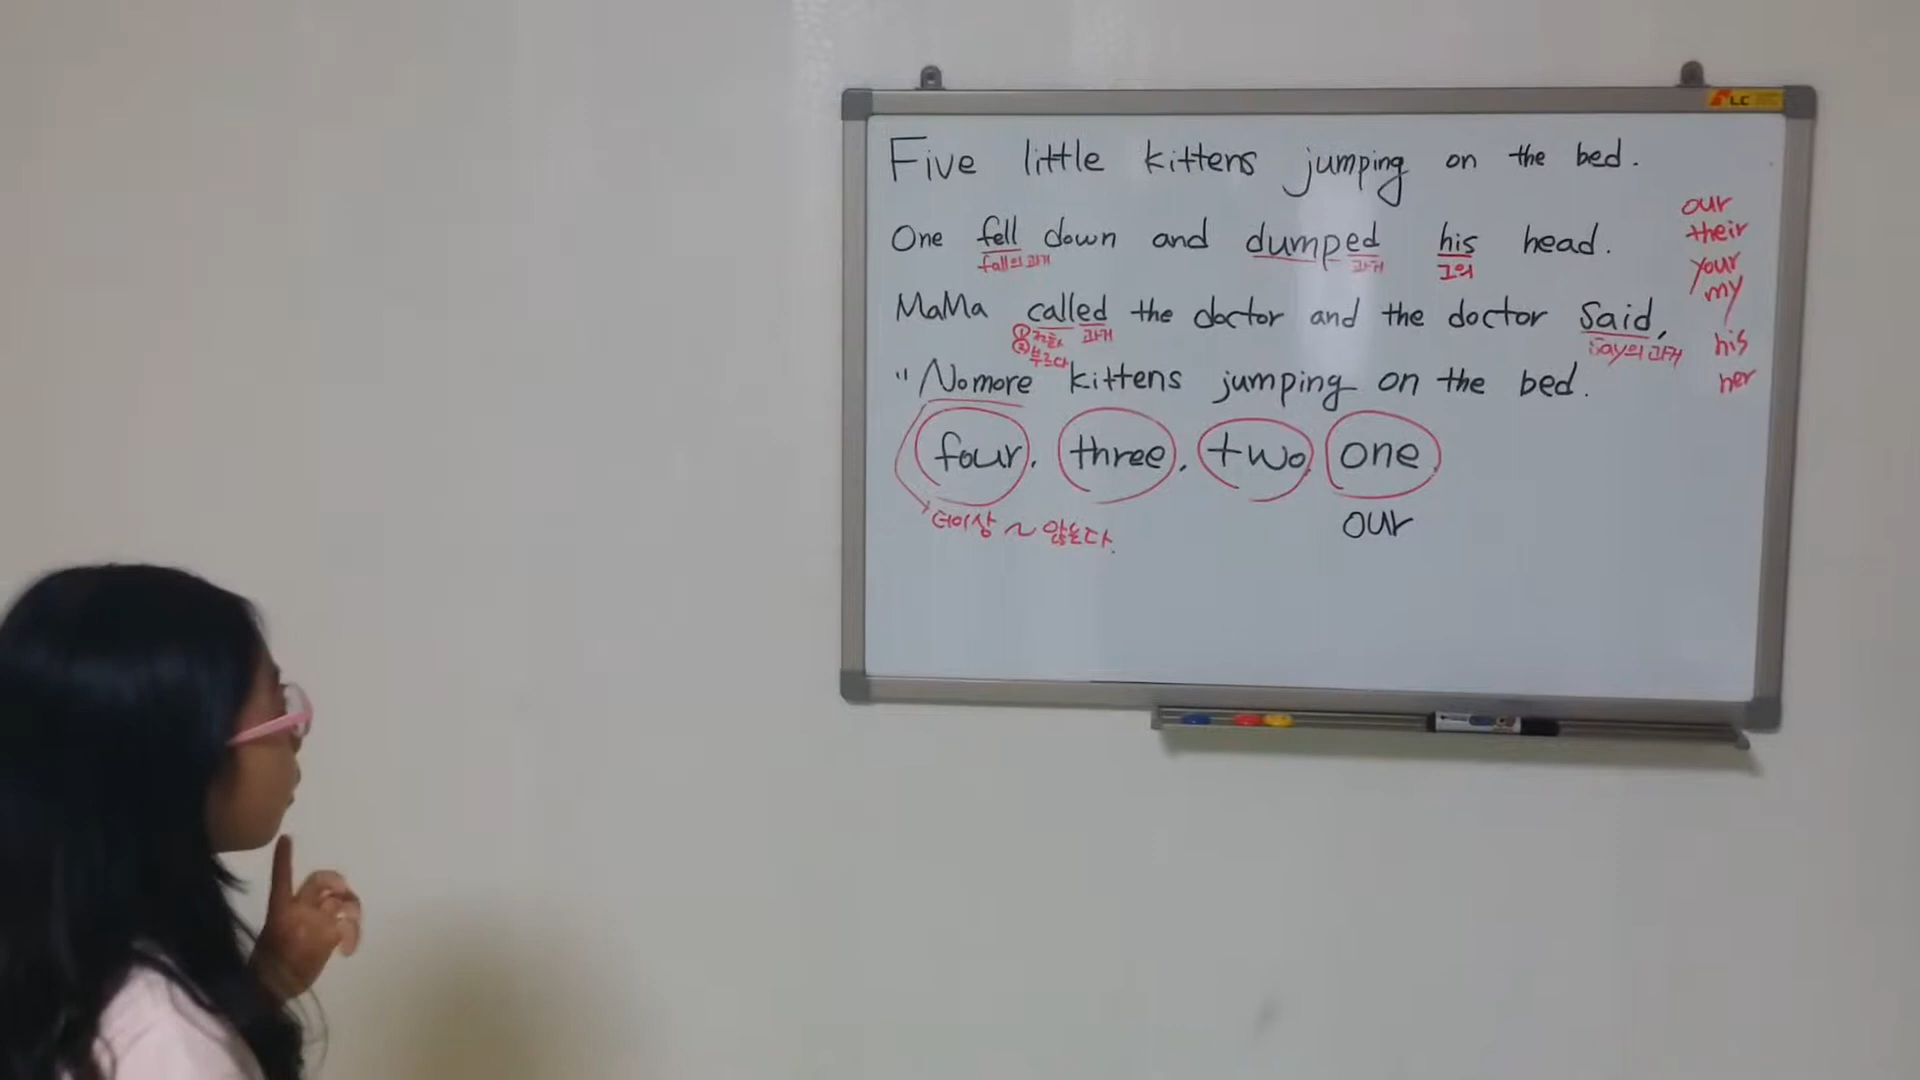 Five little kittens jumping on the bed.
One fell down and dumped his head.
fall의 과거 과거 그의
MaMa called the doctor and the doctor Said,
①전화 과거 say의 과거
②부르다
"No more kittens jumping on the bed.
four, three, two, one,
더이상 ~ 않는다.
our
our
their
your
my
his
her
LC